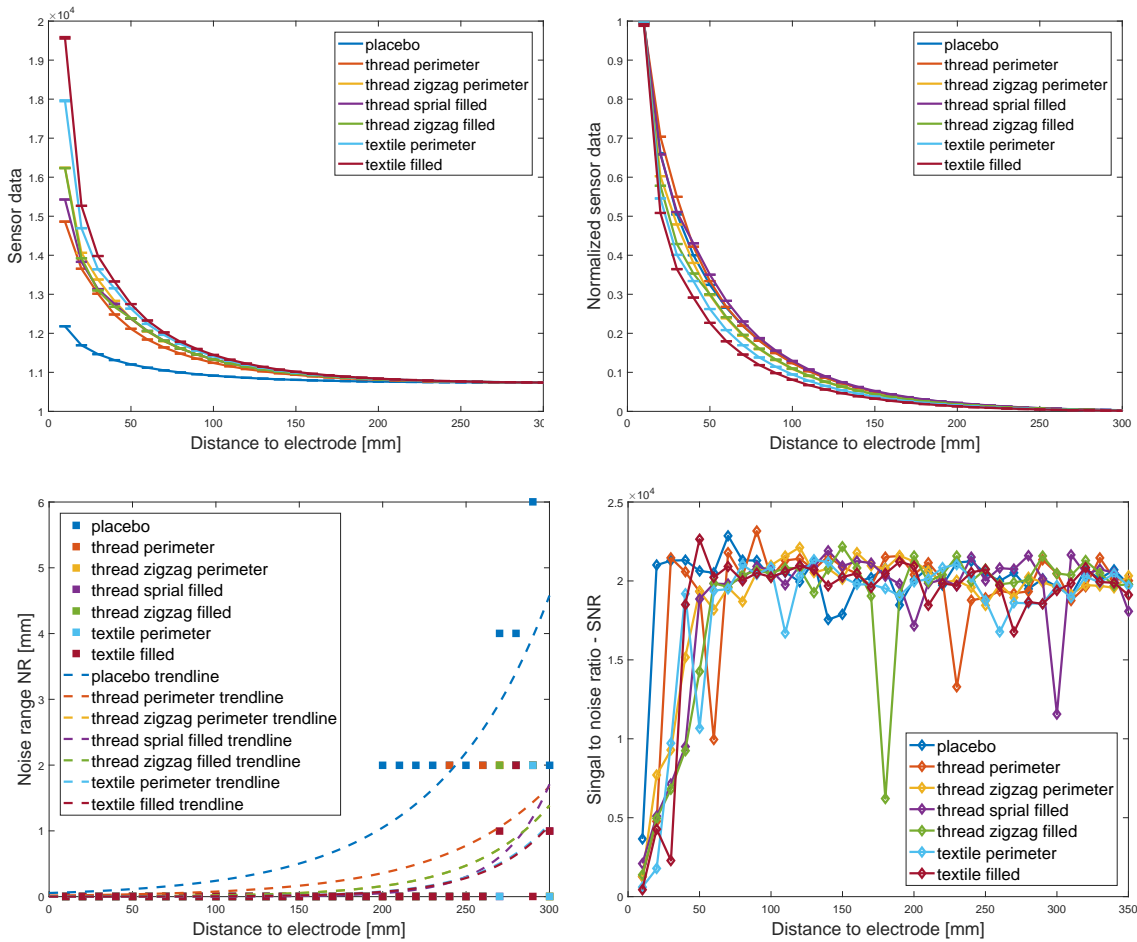 ×10⁴
2
1.9
1.8
1.7
1.6
1.5
1.4
1.3
1.2
1.1
1
0
50
100
150
200
250
300
Sensor data
Distance to electrode [mm]
placebo
thread perimeter
thread zigzag perimeter
thread sprial filled
thread zigzag filled
textile perimeter
textile filled
1
0.9
0.8
0.7
0.6
0.5
0.4
0.3
0.2
0.1
0
0
50
100
150
200
250
300
Normalized sensor data
Distance to electrode [mm]
placebo
thread perimeter
thread zigzag perimeter
thread sprial filled
thread zigzag filled
textile perimeter
textile filled
6
5
4
3
2
1
0
0
50
100
150
200
250
300
Noise range NR [mm]
Distance to electrode [mm]
placebo
thread perimeter
thread zigzag perimeter
thread sprial filled
thread zigzag filled
textile perimeter
textile filled
placebo trendline
thread perimeter trendline
thread zigzag perimeter trendline
thread sprial filled trendline
thread zigzag filled trendline
textile perimeter trendline
textile filled trendline
×10⁴
2.5
2
1.5
1
0.5
0
0
50
100
150
200
250
300
350
Singal to noise ratio - SNR
Distance to electrode [mm]
placebo
thread perimeter
thread zigzag perimeter
thread sprial filled
thread zigzag filled
textile perimeter
textile filled